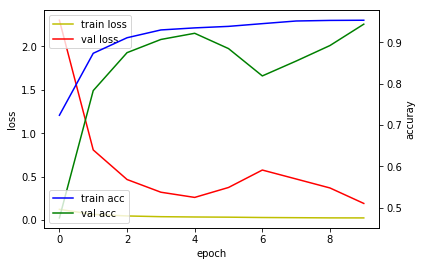 train loss
val loss
train acc
val acc
2.0
1.5
1.0
0.5
0.0
0.9
0.8
0.7
0.6
0.5
0 2 4 6 8
loss
accuray
epoch